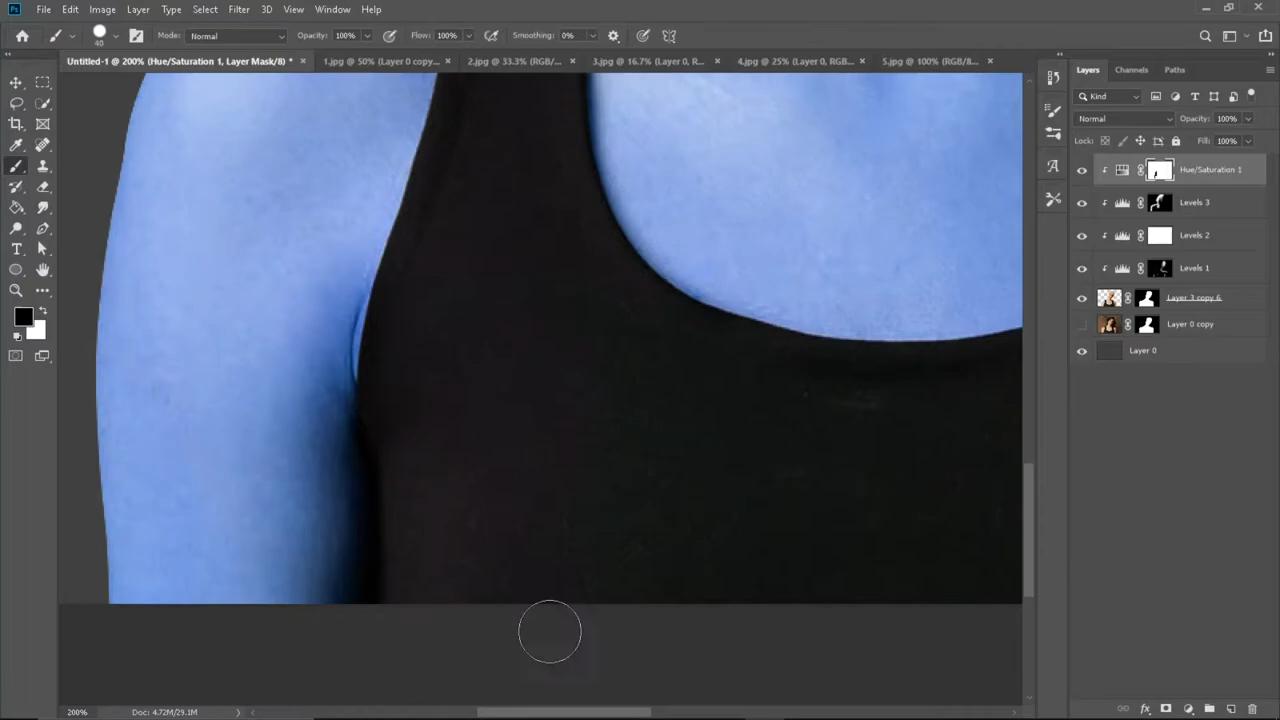 Ps File Edit Image Layer Type Select Filter 3D View Window Help
40 Mode: Normal Opacity: 100% Flow: 100% Smoothing: 0%
Untitled-1 @ 200% (Hue/Saturation 1, Layer Mask/8) * × 1.jpg @ 50% (Layer 0 copy... × 2.jpg @ 33.3% (RGB/... × 3.jpg @ 16.7% (Layer 0, R... × 4.jpg @ 25% (Layer 0, RGB... × 5.jpg @ 100% (RGB/8... ×
Layers Channels Paths
Kind
Normal Opacity: 100%
Lock: Fill: 100%
Hue/Saturation 1
Levels 3
Levels 2
Levels 1
Layer 3 copy 6
Layer 0 copy
Layer 0
200% Doc: 4.72M/29.1M